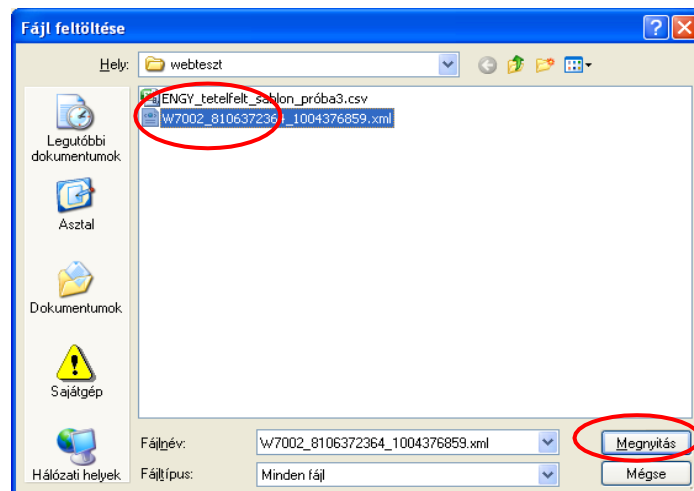 Fájl feltöltése
Hely:
webteszt
ENGY_tetelfelt_sablon_próba3.csv
W7002_8106372364_1004376859.xml
Legutóbbi
dokumentumok
Asztal
Dokumentumok
Sajátgép
Hálózati helyek
Fájlnév:
W7002_8106372364_1004376859.xml
Megnyitás
Fájltípus:
Minden fájl
Mégse